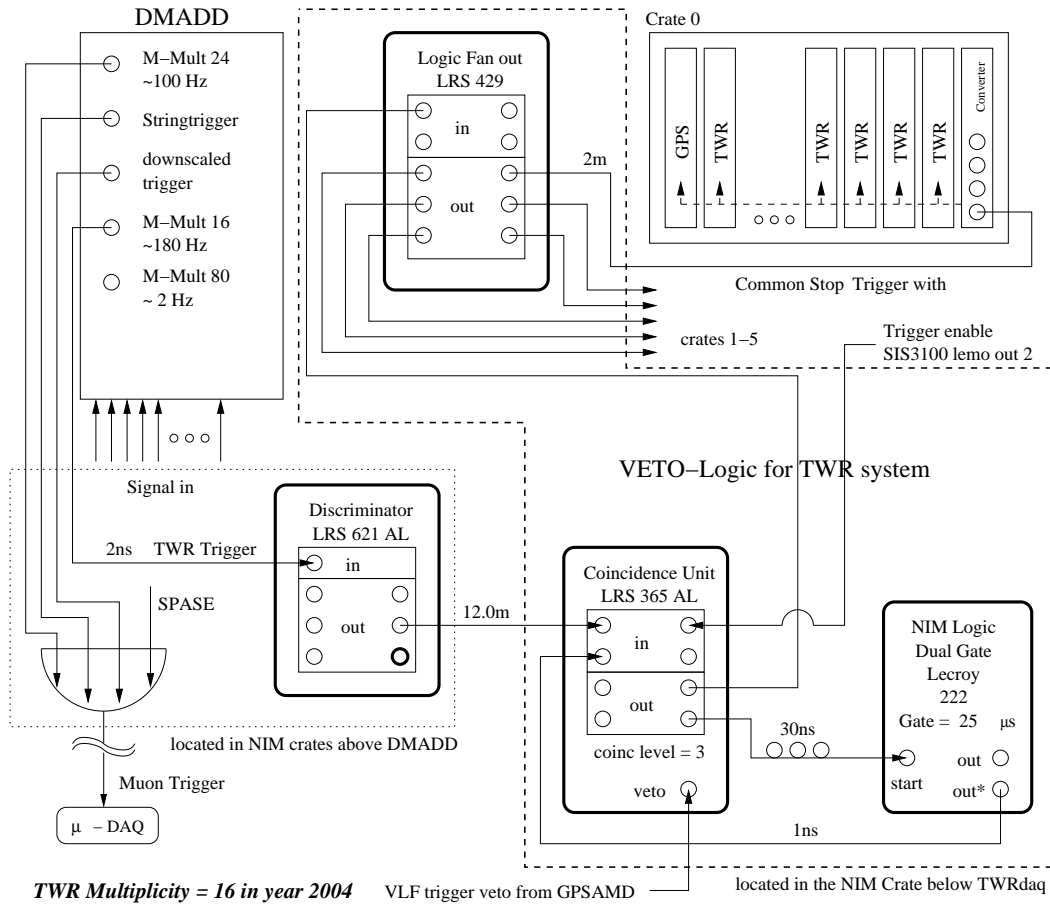 DMADD
M−Mult 24
~100 Hz
Stringtrigger
downscaled
trigger
M−Mult 16
~180 Hz
M−Mult 80
~ 2 Hz
Signal in
Logic Fan out
LRS 429
in
out
2m
Crate 0
GPS
TWR
TWR
TWR
TWR
TWR
Converter
Common Stop Trigger with
crates 1−5
Trigger enable
SIS3100 lemo out 2
VETO−Logic for TWR system
2ns TWR Trigger
SPASE
Discriminator
LRS 621 AL
in
out
12.0m
located in NIM crates above DMADD
Muon Trigger
μ − DAQ
Coincidence Unit
LRS 365 AL
in
out
coinc level = 3
veto
30ns
1ns
NIM Logic
Dual Gate
Lecroy
222
Gate = 25 μs
out
start
out*
TWR Multiplicity = 16 in year 2004
VLF trigger veto from GPSAMD
located in the NIM Crate below TWRdaq